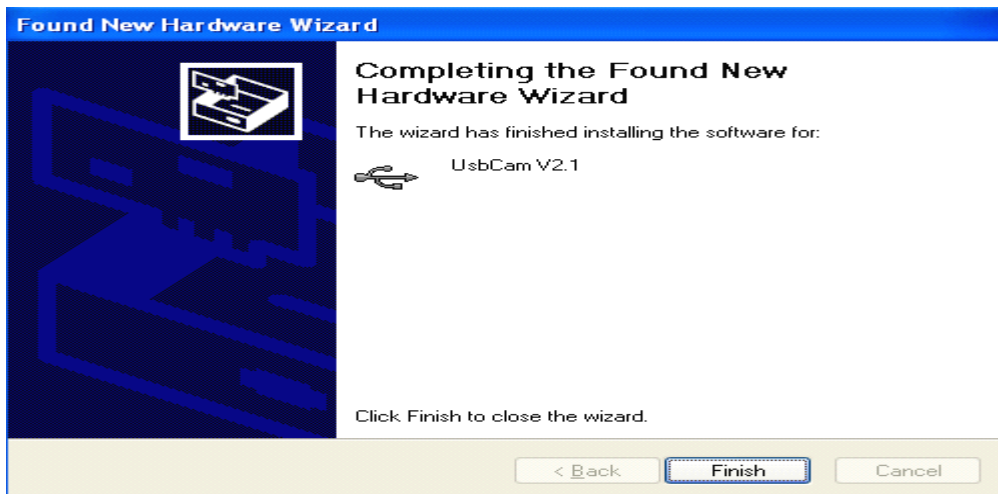 Found New Hardware Wizard
Completing the Found New
Hardware Wizard
The wizard has finished installing the software for:
UsbCam V2.1
Click Finish to close the wizard.
< Back
Finish
Cancel